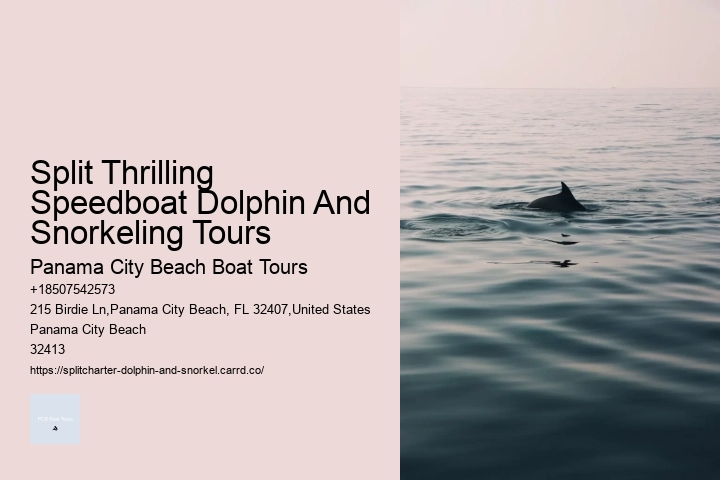 Split Thrilling
Speedboat Dolphin And
Snorkeling Tours
Panama City Beach Boat Tours
+18507542573
215 Birdie Ln,Panama City Beach, FL 32407,United States
Panama City Beach
32413
https://splitcharter-dolphin-and-snorkel.carrd.co/